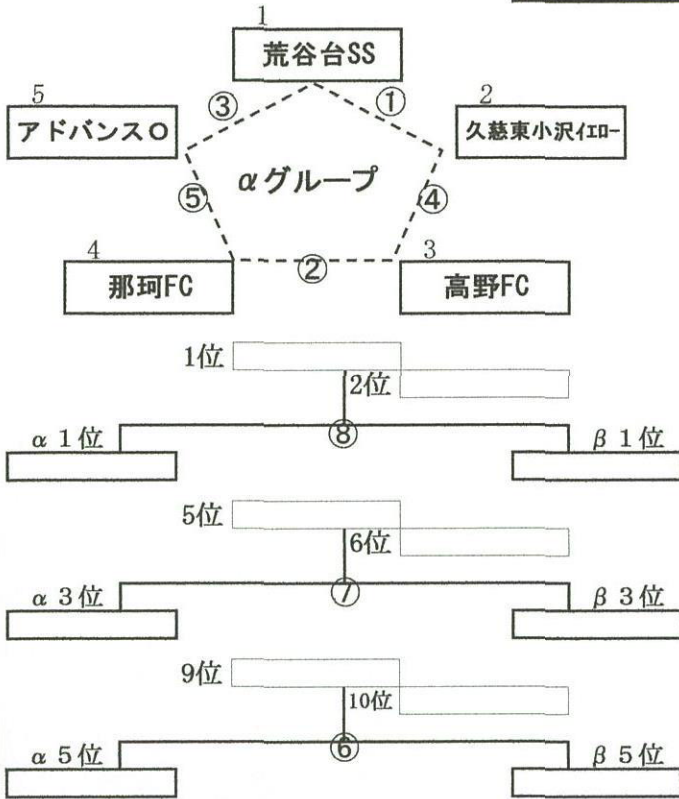 1
荒谷台SS
5
③
①
2
アドバンスO
久慈東小沢ｲｴﾛｰ
αグループ
⑤
④
4
②
3
那珂FC
高野FC
1位
2位
α 1位
⑧
β 1位
5位
6位
α 3位
⑦
β 3位
9位
10位
α 5位
⑥
β 5位